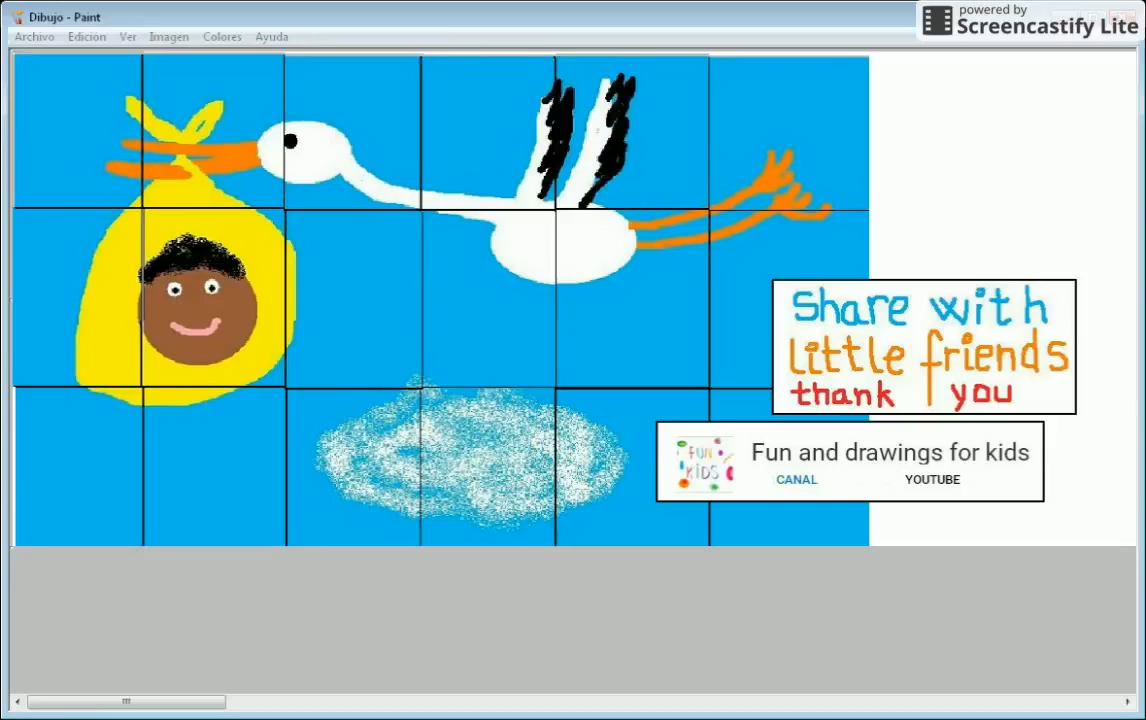 Dibujo - Paint
powered by
Screencastify Lite
Archivo Edición Ver Imagen Colores Ayuda
Share with
little friends
thank you
FUN
KIDS
Fun and drawings for kids
CANAL YOUTUBE